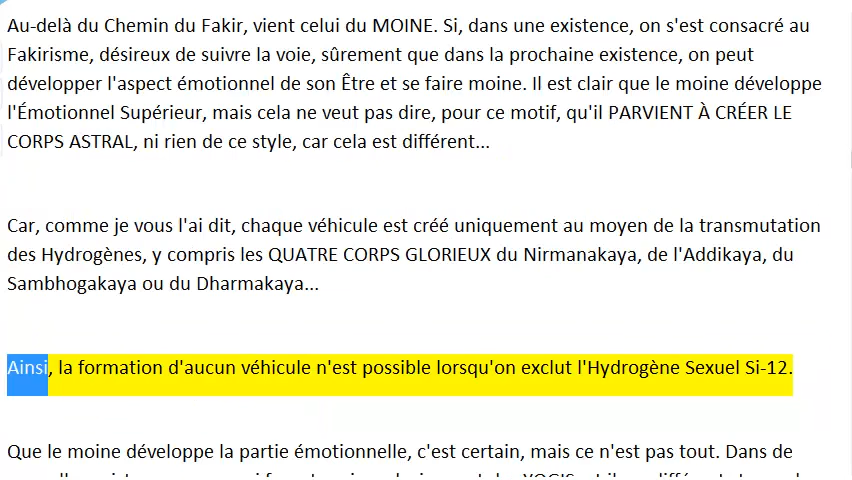 Au-delà du Chemin du Fakir, vient celui du MOINE. Si, dans une existence, on s'est consacré au
Fakirisme, désireux de suivre la voie, sûrement que dans la prochaine existence, on peut
développer l'aspect émotionnel de son Être et se faire moine. Il est clair que le moine développe
l'Émotionnel Supérieur, mais cela ne veut pas dire, pour ce motif, qu'il PARVIENT À CRÉER LE
CORPS ASTRAL, ni rien de ce style, car cela est différent...
Car, comme je vous l'ai dit, chaque véhicule est créé uniquement au moyen de la transmutation
des Hydrogènes, y compris les QUATRE CORPS GLORIEUX du Nirmanakaya, de l'Addikaya, du
Sambhogakaya ou du Dharmakaya...
Ainsi, la formation d'aucun véhicule n'est possible lorsqu'on exclut l'Hydrogène Sexuel Si-12.
Que le moine développe la partie émotionnelle, c'est certain, mais ce n'est pas tout. Dans de